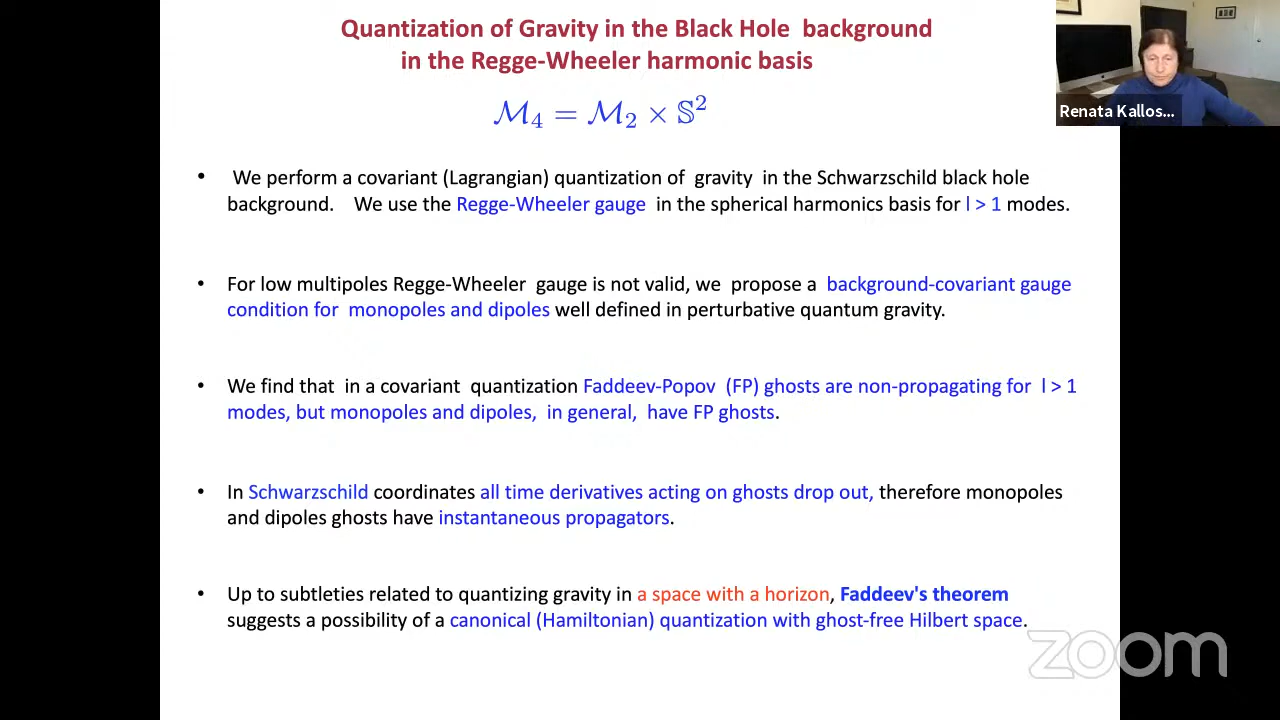 Quantization of Gravity in the Black Hole background
in the Regge-Wheeler harmonic basis
ℳ₄ = ℳ₂ × 𝕊²
Renata Kallos...
• We perform a covariant (Lagrangian) quantization of gravity in the Schwarzschild black hole
background. We use the Regge-Wheeler gauge in the spherical harmonics basis for l > 1 modes.
• For low multipoles Regge-Wheeler gauge is not valid, we propose a background-covariant gauge
condition for monopoles and dipoles well defined in perturbative quantum gravity.
• We find that in a covariant quantization Faddeev-Popov (FP) ghosts are non-propagating for l > 1
modes, but monopoles and dipoles, in general, have FP ghosts.
• In Schwarzschild coordinates all time derivatives acting on ghosts drop out, therefore monopoles
and dipoles ghosts have instantaneous propagators.
• Up to subtleties related to quantizing gravity in a space with a horizon, Faddeev's theorem
suggests a possibility of a canonical (Hamiltonian) quantization with ghost-free Hilbert space.
zoom